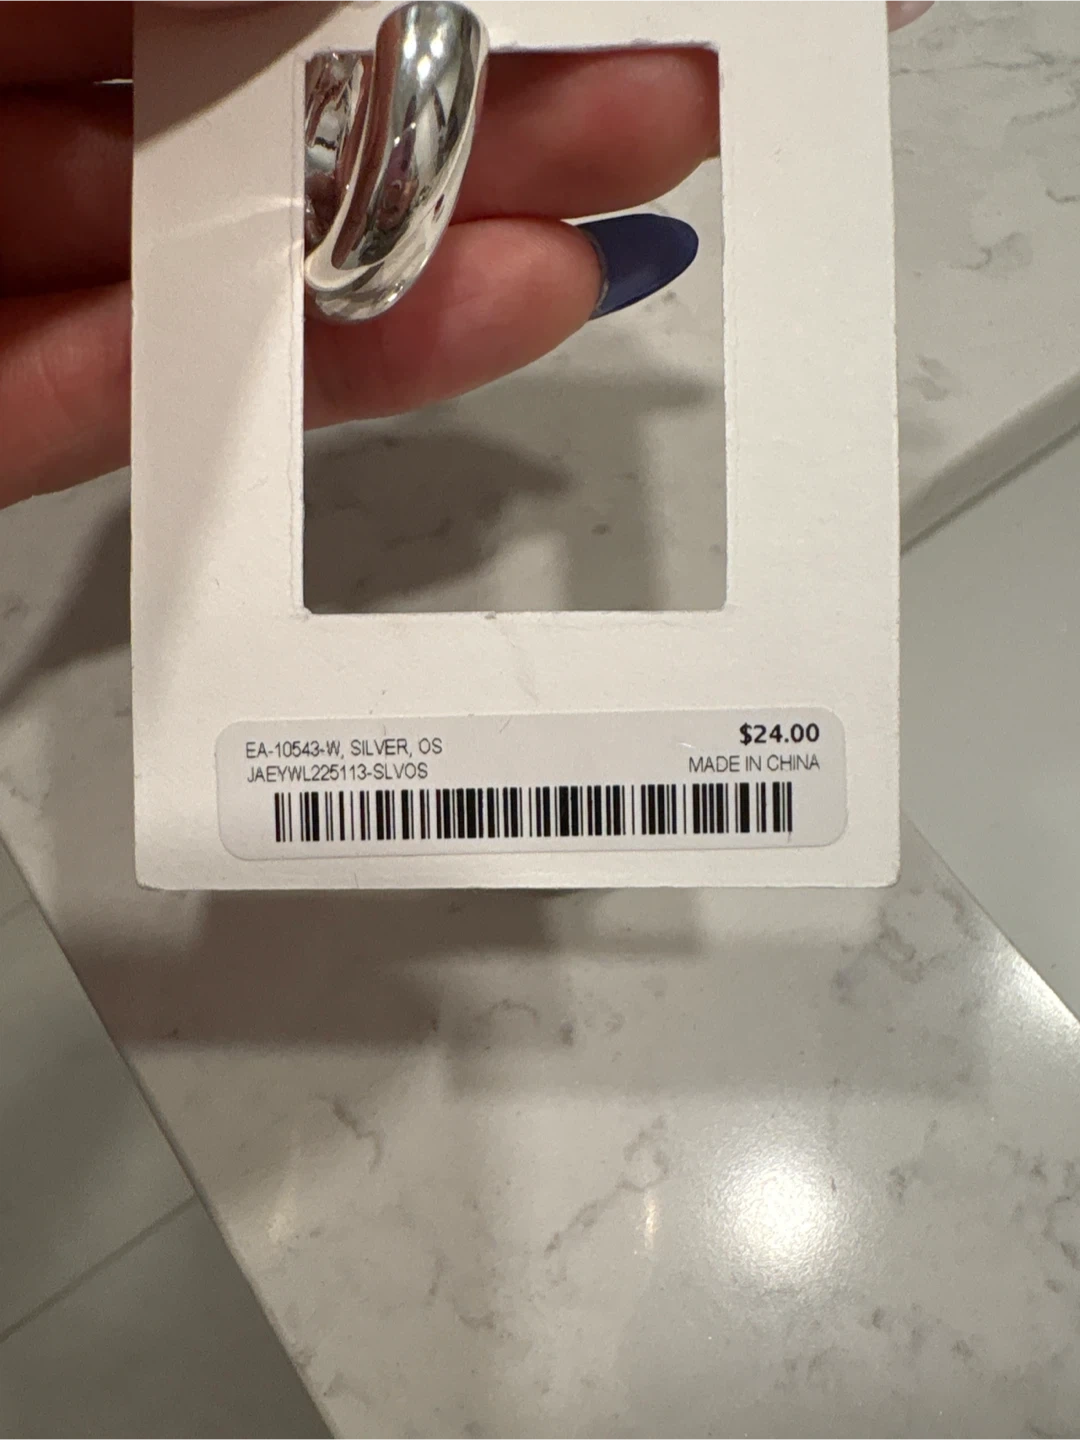 EA-10543-W, SILVER, OS
$24.00
JAEYWL225113-SLVOS
MADE IN CHINA